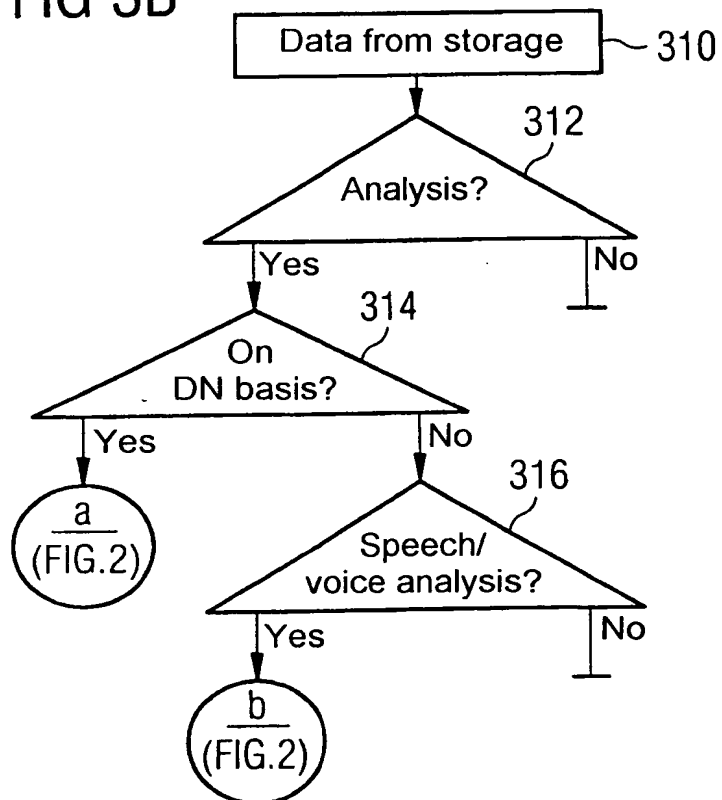 FIG 3B
Data from storage
310
312
Analysis?
Yes
No
314
On
DN basis?
Yes
No
316
a
(FIG.2)
Speech/
voice analysis?
Yes
No
b
(FIG.2)